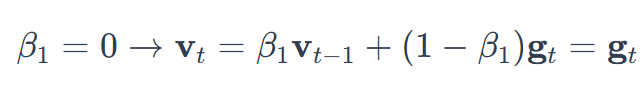 β₁ = 0 → 𝐯ₜ = β₁𝐯ₜ₋₁ + (1 − β₁)𝐠ₜ = 𝐠ₜ